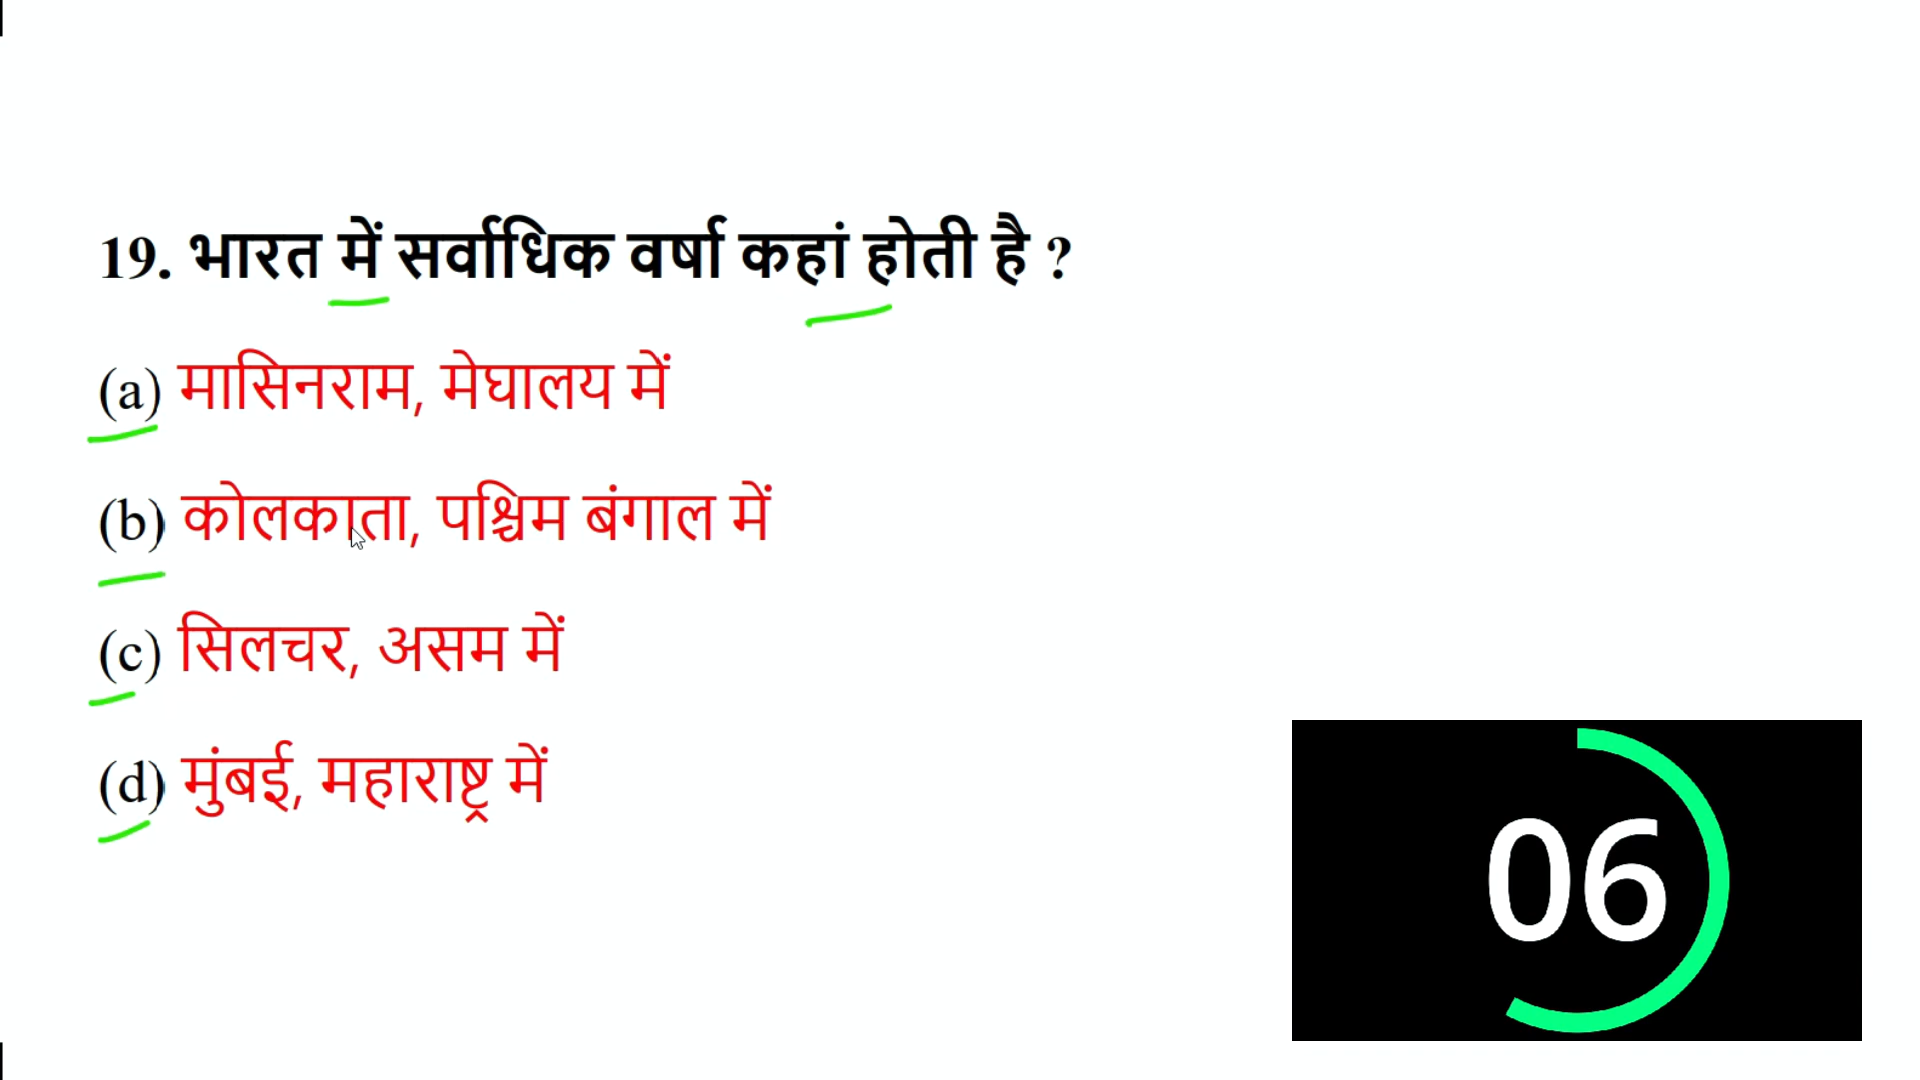 19. भारत में सर्वाधिक वर्षा कहां होती है ?
(a) मासिनराम, मेघालय में
(b) कोलकाता, पश्चिम बंगाल में
(c) सिलचर, असम में
(d) मुंबई, महाराष्ट्र में
06